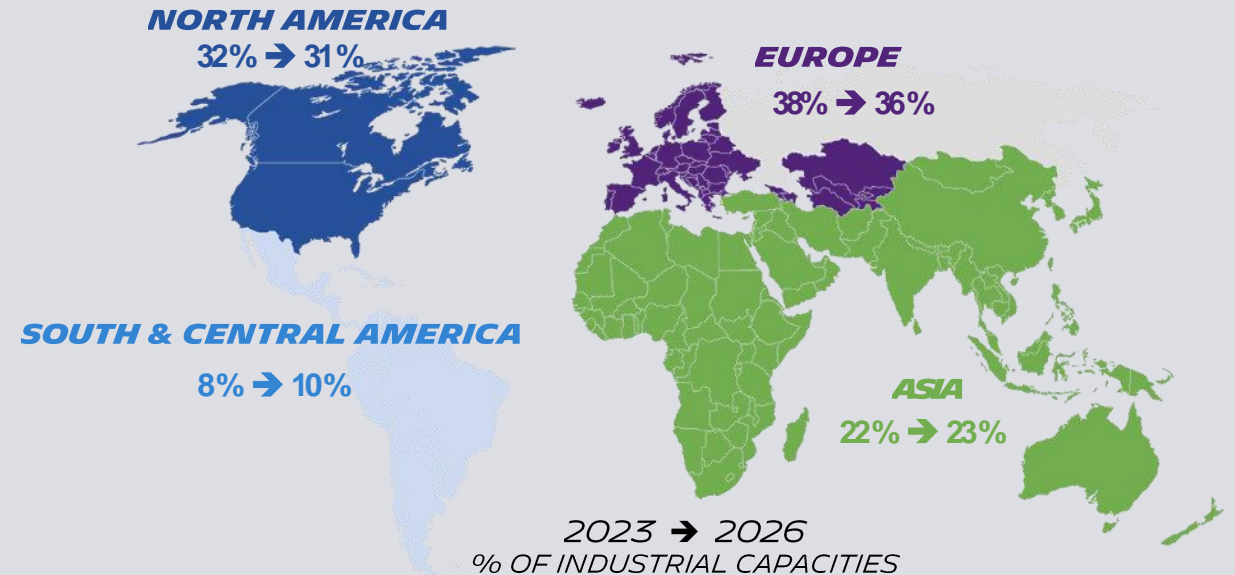 NORTH AMERICA
32% ➔ 31%
EUROPE
38% ➔ 36%
SOUTH & CENTRAL AMERICA
8% ➔ 10%
ASIA
22% ➔ 23%
2023 ➔ 2026
% OF INDUSTRIAL CAPACITIES